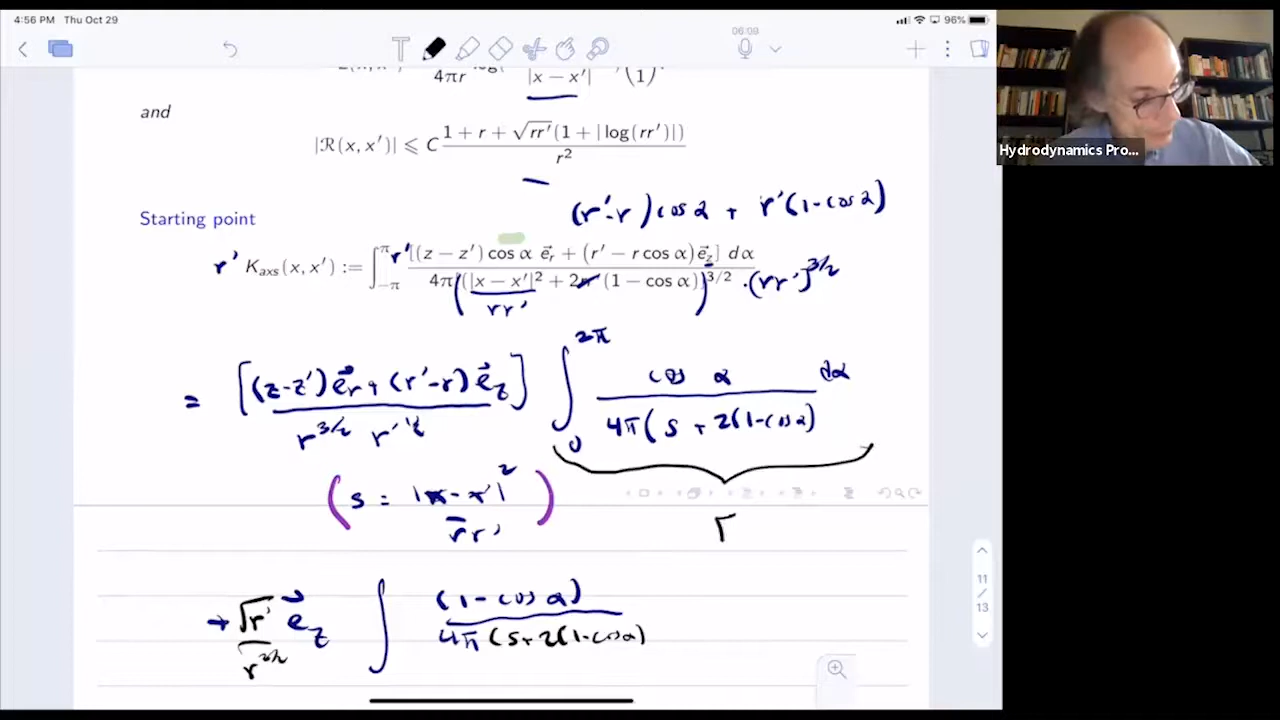 4:56 PM Thu Oct 29
96%
06:08
4πr
|x − x′|
(1)
Hydrodynamics Pro...
and
|ℛ(x, x′)| ⩽ C (1 + r + √rr′(1 + |log(rr′)|)) / r²
(r′-r) cos α + r′(1-cos α)
Starting point
r′ K_axs(x, x′) := ∫_{−π}^{π} r′ [(z − z′) cos α e⃗_r + (r′ − r cos α) e⃗_z] dα / 4π(|x − x′|²/rr′ + 2rr′(1 − cos α))^{3/2} · (rr′)^{3/2}
= [(z-z′) e⃗_r + (r′-r) e⃗_z] / r^{3/2} r′^{1/2} ∫_0^{2π} cos α / 4π(s + 2(1-cos α)) dα
(s = |x-x′|² / rr′)
Γ
11
/
13
+ √r′ / r^{3/2} e⃗_z ∫ (1-cos α) / 4π (s+2(1-cos α)